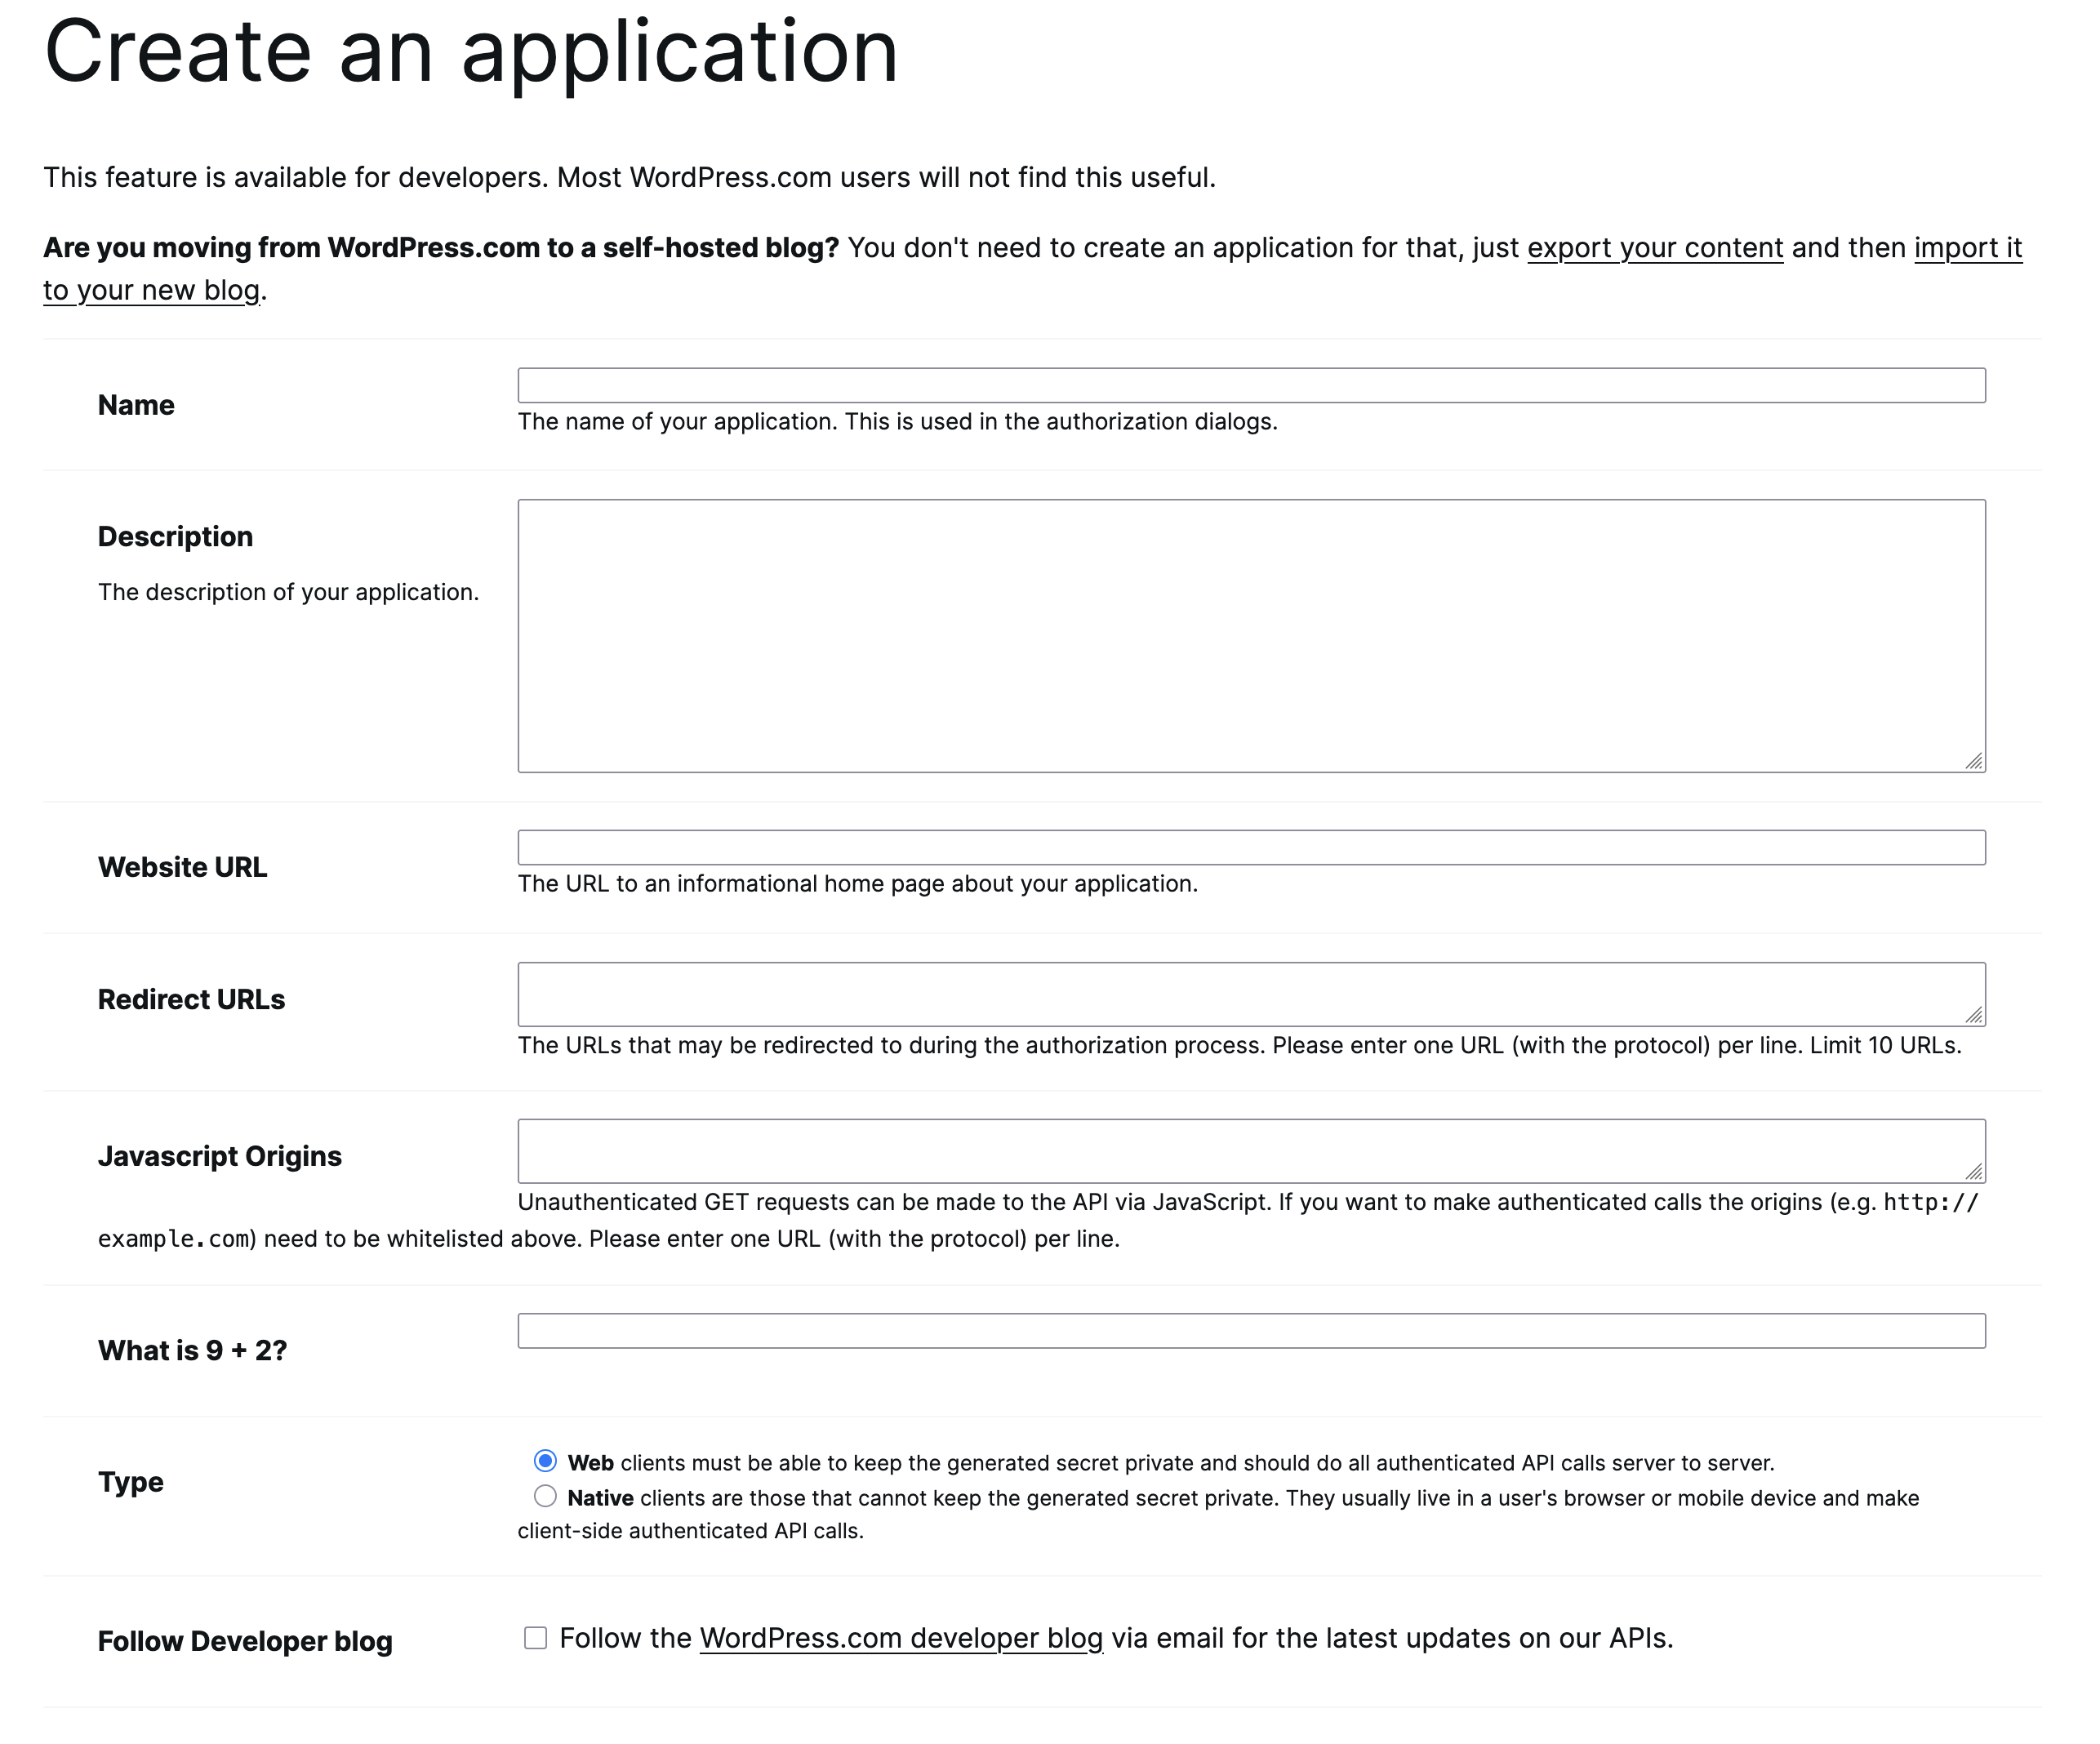 Create an application
This feature is available for developers. Most WordPress.com users will not find this useful.
Are you moving from WordPress.com to a self-hosted blog? You don't need to create an application for that, just export your content and then import it
to your new blog.
Name
The name of your application. This is used in the authorization dialogs.
Description
The description of your application.
Website URL
The URL to an informational home page about your application.
Redirect URLs
The URLs that may be redirected to during the authorization process. Please enter one URL (with the protocol) per line. Limit 10 URLs.
Javascript Origins
Unauthenticated GET requests can be made to the API via JavaScript. If you want to make authenticated calls the origins (e.g. http://
example.com) need to be whitelisted above. Please enter one URL (with the protocol) per line.
What is 9 + 2?
Type
Web clients must be able to keep the generated secret private and should do all authenticated API calls server to server.
Native clients are those that cannot keep the generated secret private. They usually live in a user's browser or mobile device and make
client-side authenticated API calls.
Follow Developer blog
Follow the WordPress.com developer blog via email for the latest updates on our APIs.